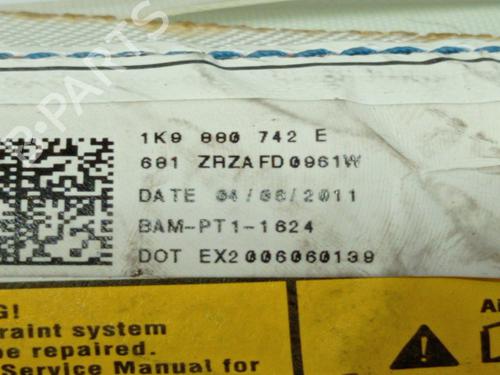 1K9 880 742 E
681 ZRZAFD0961W
DATE 04/08/2011
BAM-PT1-1624
DOT EX2006060139
G!
raint system
be repaired.
Service Manual for
PARTS